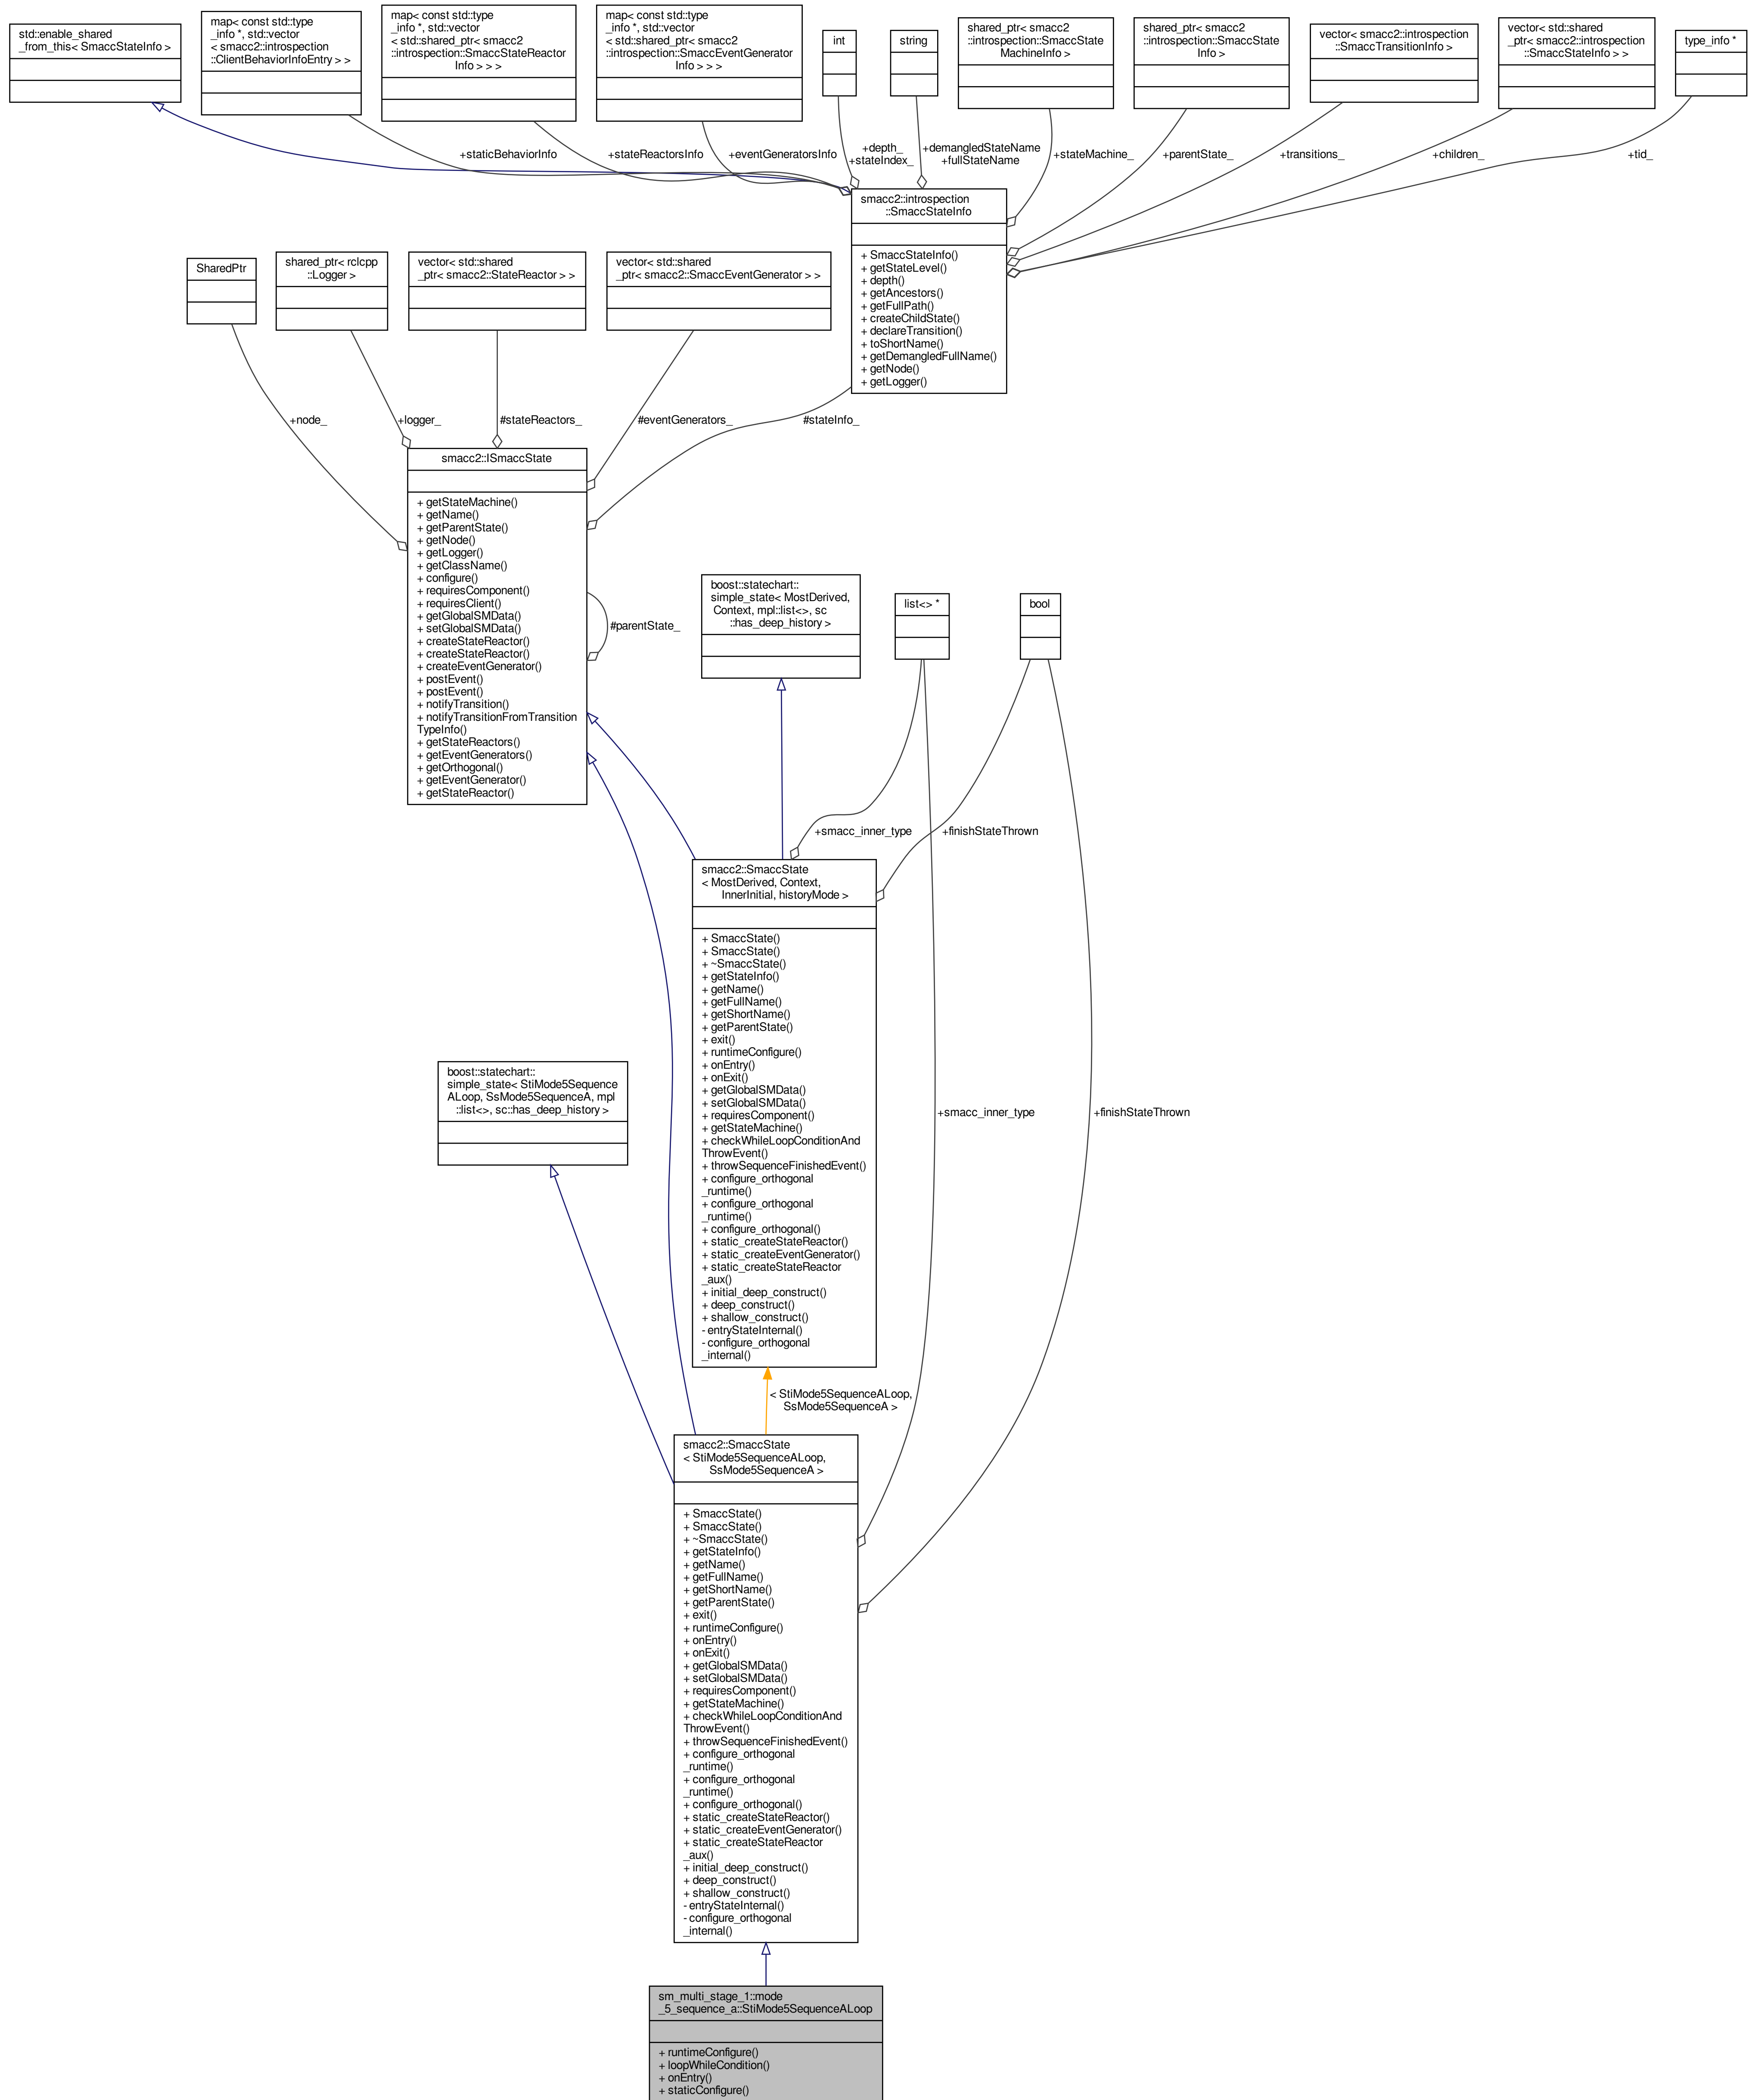 std::enable_shared
_from_this< SmaccStateInfo >
map< const std::type
_info *, std::vector
< smacc2::introspection
::ClientBehaviorInfoEntry > >
map< const std::type
_info *, std::vector
< std::shared_ptr< smacc2
::introspection::SmaccStateReactor
Info > > >
map< const std::type
_info *, std::vector
< std::shared_ptr< smacc2
::introspection::SmaccEventGenerator
Info > > >
int
string
shared_ptr< smacc2
::introspection::SmaccState
MachineInfo >
shared_ptr< smacc2
::introspection::SmaccState
Info >
vector< smacc2::introspection
::SmaccTransitionInfo >
vector< std::shared
_ptr< smacc2::introspection
::SmaccStateInfo > >
type_info *
+staticBehaviorInfo
+stateReactorsInfo
+eventGeneratorsInfo
+depth_
+stateIndex_
+demangledStateName
+fullStateName
+stateMachine_
+parentState_
+transitions_
+children_
+tid_
smacc2::introspection
::SmaccStateInfo
+ SmaccStateInfo()
+ getStateLevel()
+ depth()
+ getAncestors()
+ getFullPath()
+ createChildState()
+ declareTransition()
+ toShortName()
+ getDemangledFullName()
+ getNode()
+ getLogger()
SharedPtr
shared_ptr< rclcpp
::Logger >
vector< std::shared
_ptr< smacc2::StateReactor > >
vector< std::shared
_ptr< smacc2::SmaccEventGenerator > >
+node_
+logger_
#stateReactors_
#eventGenerators_
#stateInfo_
smacc2::ISmaccState
+ getStateMachine()
+ getName()
+ getParentState()
+ getNode()
+ getLogger()
+ getClassName()
+ configure()
+ requiresComponent()
+ requiresClient()
+ getGlobalSMData()
+ setGlobalSMData()
+ createStateReactor()
+ createStateReactor()
+ createEventGenerator()
+ postEvent()
+ postEvent()
+ notifyTransition()
+ notifyTransitionFromTransition
TypeInfo()
+ getStateReactors()
+ getEventGenerators()
+ getOrthogonal()
+ getEventGenerator()
+ getStateReactor()
#parentState_
boost::statechart::
simple_state< MostDerived,
Context, mpl::list<>, sc
::has_deep_history >
list<> *
bool
+smacc_inner_type
+finishStateThrown
smacc2::SmaccState
< MostDerived, Context,
InnerInitial, historyMode >
+ SmaccState()
+ SmaccState()
+ ~SmaccState()
+ getStateInfo()
+ getName()
+ getFullName()
+ getShortName()
+ getParentState()
+ exit()
+ runtimeConfigure()
+ onEntry()
+ onExit()
+ getGlobalSMData()
+ setGlobalSMData()
+ requiresComponent()
+ getStateMachine()
+ checkWhileLoopConditionAnd
ThrowEvent()
+ throwSequenceFinishedEvent()
+ configure_orthogonal
_runtime()
+ configure_orthogonal
_runtime()
+ configure_orthogonal()
+ static_createStateReactor()
+ static_createEventGenerator()
+ static_createStateReactor
_aux()
+ initial_deep_construct()
+ deep_construct()
+ shallow_construct()
- entryStateInternal()
- configure_orthogonal
_internal()
boost::statechart::
simple_state< StiMode5Sequence
ALoop, SsMode5SequenceA, mpl
::list<>, sc::has_deep_history >
+smacc_inner_type
+finishStateThrown
< StiMode5SequenceALoop,
SsMode5SequenceA >
smacc2::SmaccState
< StiMode5SequenceALoop,
SsMode5SequenceA >
+ SmaccState()
+ SmaccState()
+ ~SmaccState()
+ getStateInfo()
+ getName()
+ getFullName()
+ getShortName()
+ getParentState()
+ exit()
+ runtimeConfigure()
+ onEntry()
+ onExit()
+ getGlobalSMData()
+ setGlobalSMData()
+ requiresComponent()
+ getStateMachine()
+ checkWhileLoopConditionAnd
ThrowEvent()
+ throwSequenceFinishedEvent()
+ configure_orthogonal
_runtime()
+ configure_orthogonal
_runtime()
+ configure_orthogonal()
+ static_createStateReactor()
+ static_createEventGenerator()
+ static_createStateReactor
_aux()
+ initial_deep_construct()
+ deep_construct()
+ shallow_construct()
- entryStateInternal()
- configure_orthogonal
_internal()
sm_multi_stage_1::mode
_5_sequence_a::StiMode5SequenceALoop
+ runtimeConfigure()
+ loopWhileCondition()
+ onEntry()
+ staticConfigure()